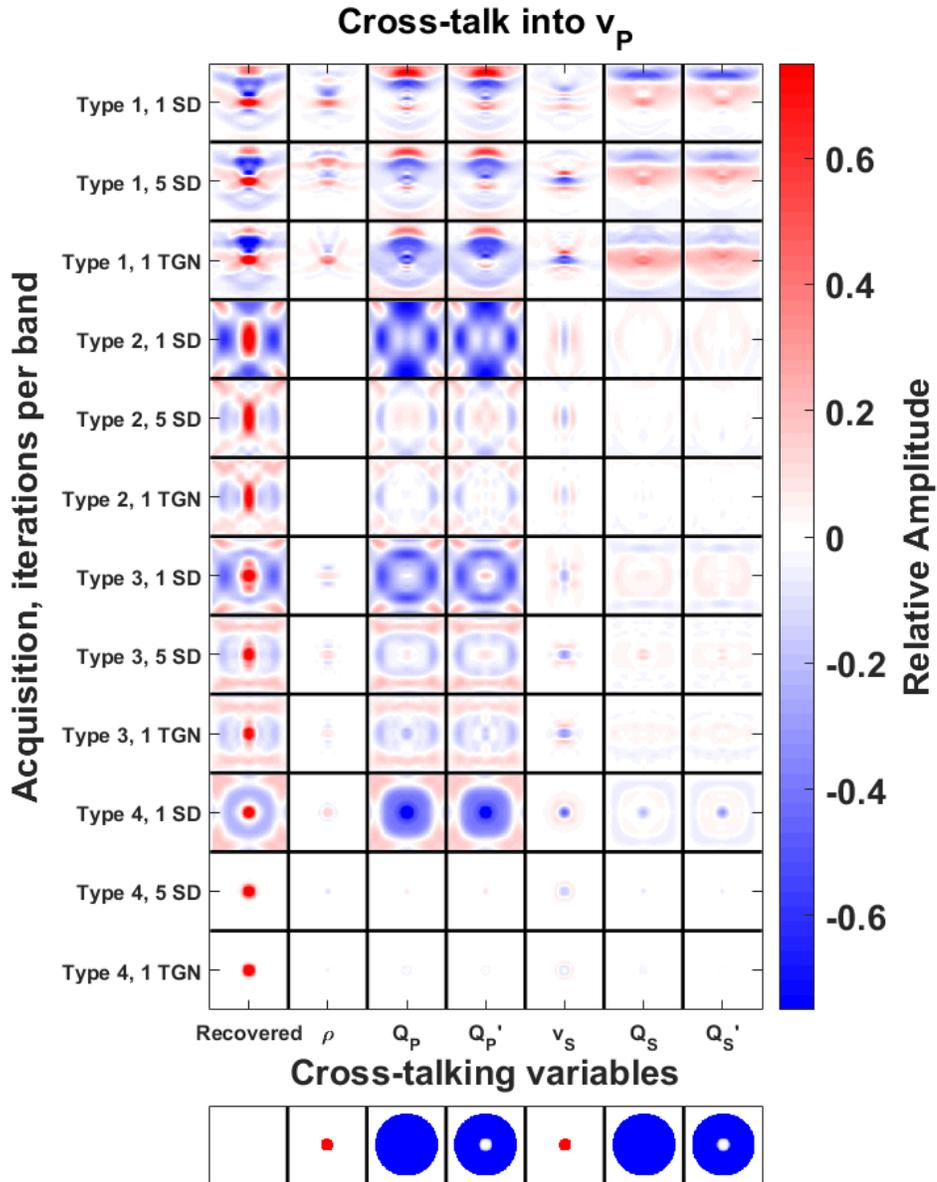 Cross-talk into vP
Acquisition, iterations per band
Type 1, 1 SD
Type 1, 5 SD
Type 1, 1 TGN
Type 2, 1 SD
Type 2, 5 SD
Type 2, 1 TGN
Type 3, 1 SD
Type 3, 5 SD
Type 3, 1 TGN
Type 4, 1 SD
Type 4, 5 SD
Type 4, 1 TGN
Recovered ρ QP QP' vS QS QS'
Cross-talking variables
0.6
0.4
0.2
0
-0.2
-0.4
-0.6
Relative Amplitude